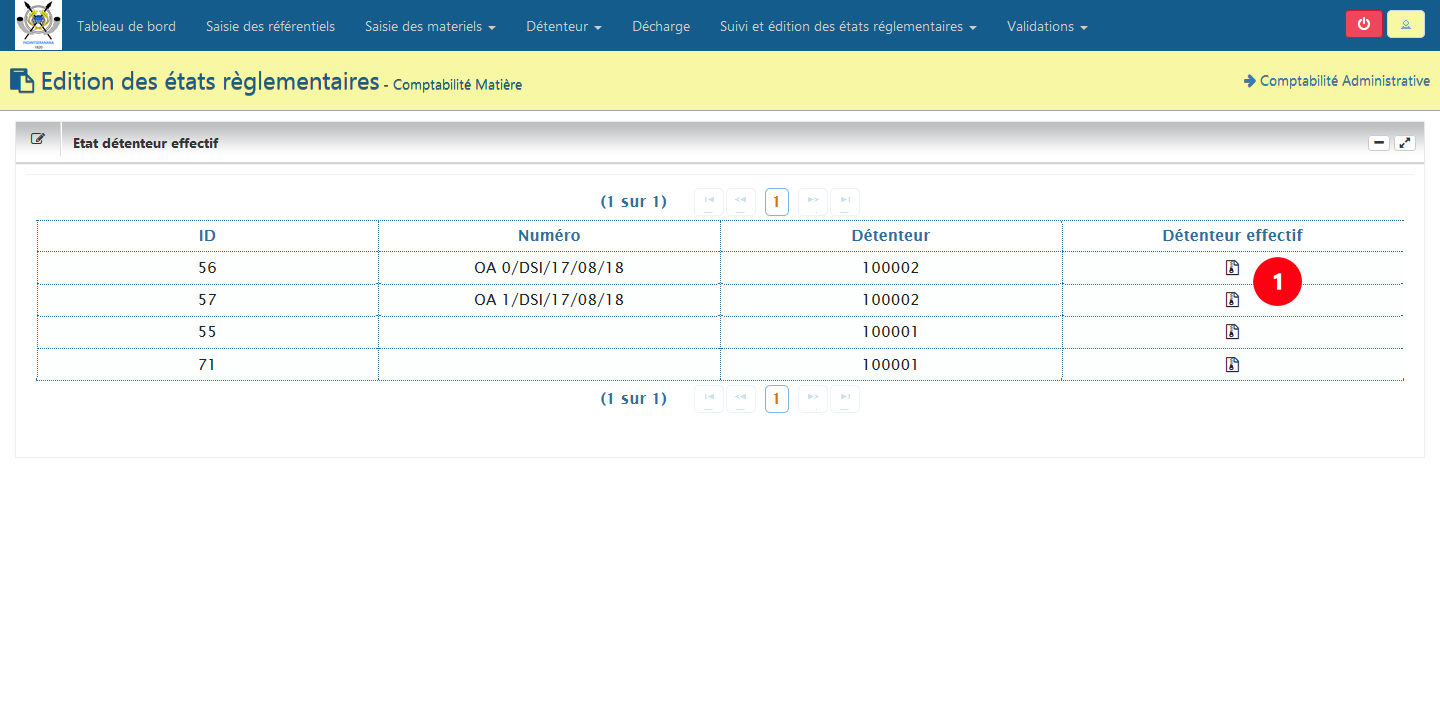 Tableau de bord Saisie des référentiels Saisie des materiels Détenteur Décharge Suivi et édition des états réglementaires Validations
Edition des états règlementaires - Comptabilité Matière
Comptabilité Administrative
Etat détenteur effectif
(1 sur 1) 1
ID Numéro Détenteur Détenteur effectif
56 OA 0/DSI/17/08/18 100002
1
57 OA 1/DSI/17/08/18 100002
55 100001
71 100001
(1 sur 1) 1